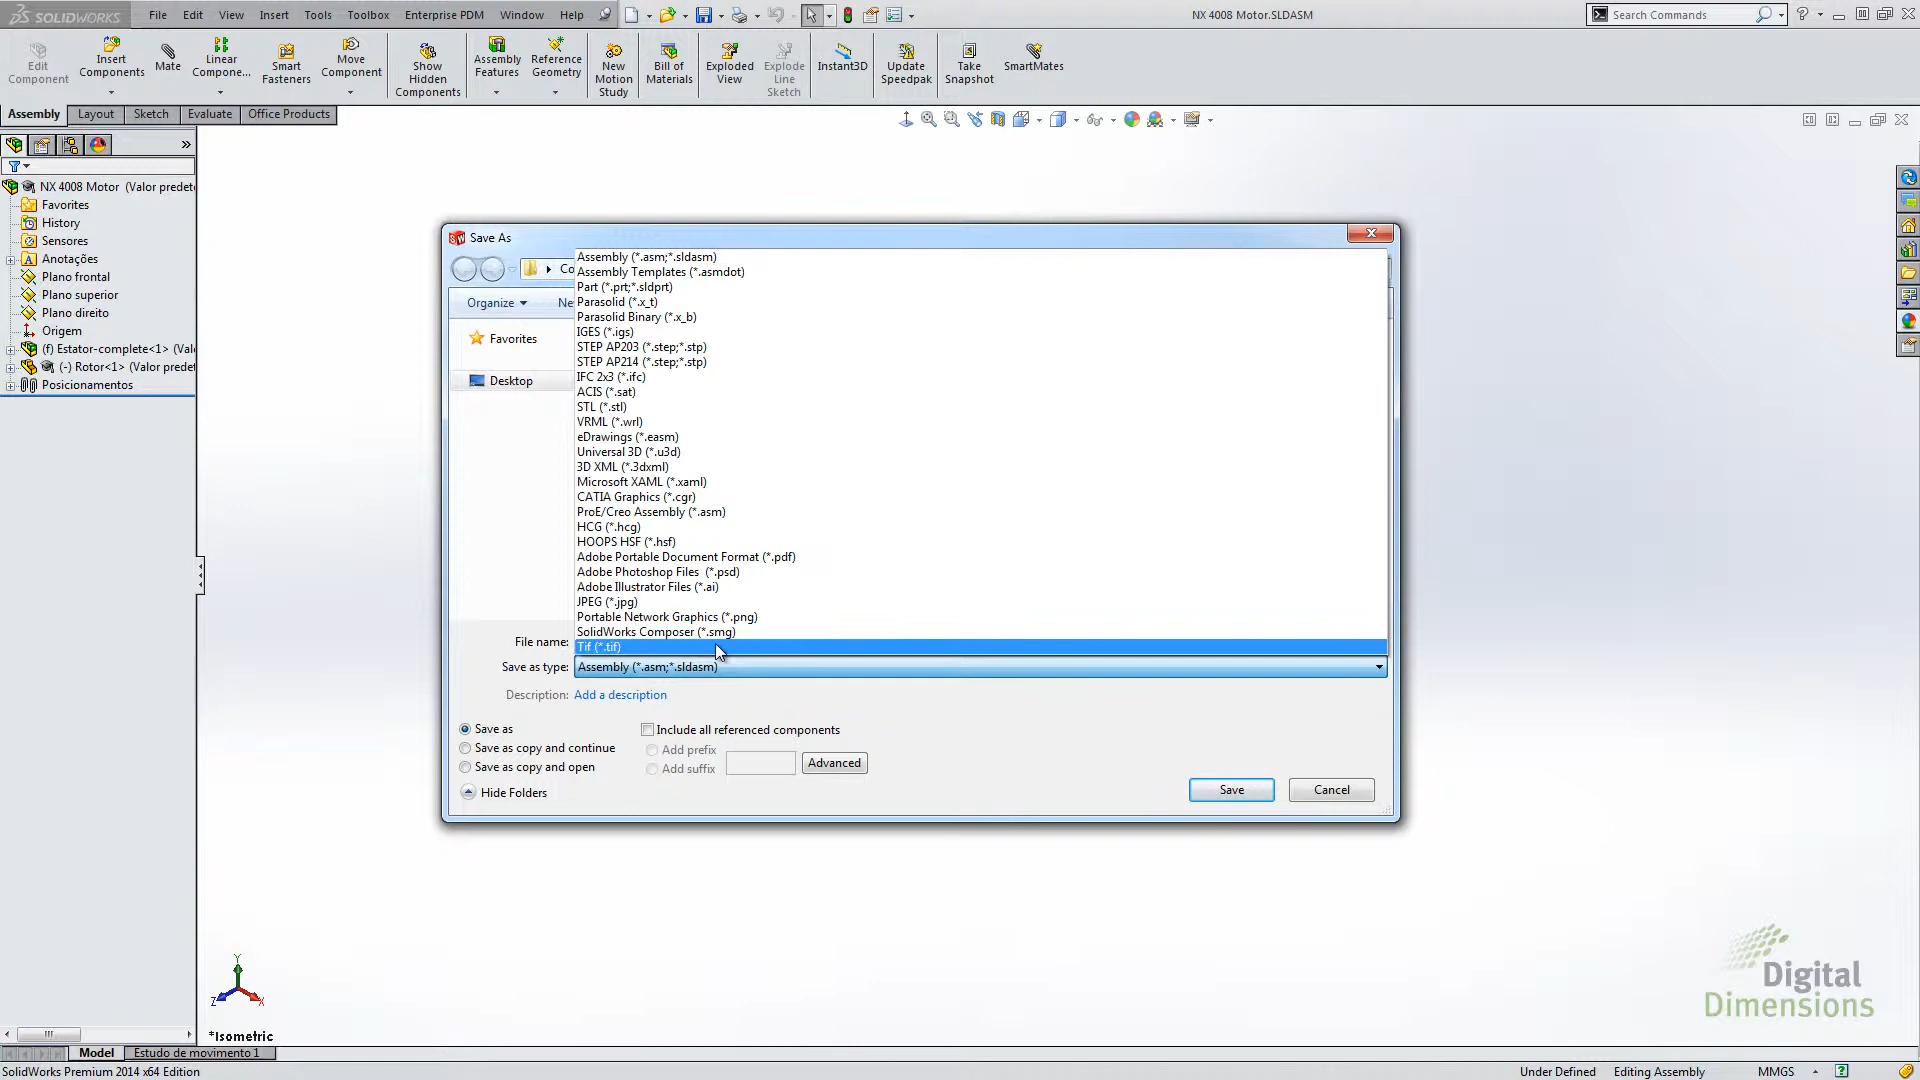 SOLIDWORKS File Edit View Insert Tools Toolbox Enterprise PDM Window Help NX 4008 Motor.SLDASM Search Commands
Edit Component
Insert Components
Mate
Linear Compone...
Smart Fasteners
Move Component
Show Hidden Components
Assembly Features
Reference Geometry
New Motion Study
Bill of Materials
Exploded View
Explode Line Sketch
Instant3D
Update Speedpak
Take Snapshot
SmartMates
Assembly Layout Sketch Evaluate Office Products
NX 4008 Motor (Valor predet
Favorites
History
Sensores
Anotações
Plano frontal
Plano superior
Plano direito
Origem
(f) Estator-complete<1> (Val
(-) Rotor<1> (Valor predet
Posicionamentos
Save As
Co
Organize Ne
Favorites
Desktop
Assembly (*.asm;*.sldasm)
Assembly Templates (*.asmdot)
Part (*.prt;*.sldprt)
Parasolid (*.x_t)
Parasolid Binary (*.x_b)
IGES (*.igs)
STEP AP203 (*.step;*.stp)
STEP AP214 (*.step;*.stp)
IFC 2x3 (*.ifc)
ACIS (*.sat)
STL (*.stl)
VRML (*.wrl)
eDrawings (*.easm)
Universal 3D (*.u3d)
3D XML (*.3dxml)
Microsoft XAML (*.xaml)
CATIA Graphics (*.cgr)
ProE/Creo Assembly (*.asm)
HCG (*.hcg)
HOOPS HSF (*.hsf)
Adobe Portable Document Format (*.pdf)
Adobe Photoshop Files (*.psd)
Adobe Illustrator Files (*.ai)
JPEG (*.jpg)
Portable Network Graphics (*.png)
SolidWorks Composer (*.smg)
File name:
Tif (*.tif)
Save as type: Assembly (*.asm;*.sldasm)
Description: Add a description
Save as Include all referenced components
Save as copy and continue Add prefix
Save as copy and open Add suffix Advanced
Hide Folders Save Cancel
Y
Z X
*Isometric
Digital Dimensions
Model Estudo de movimento 1
SolidWorks Premium 2014 x64 Edition Under Defined Editing Assembly MMGS